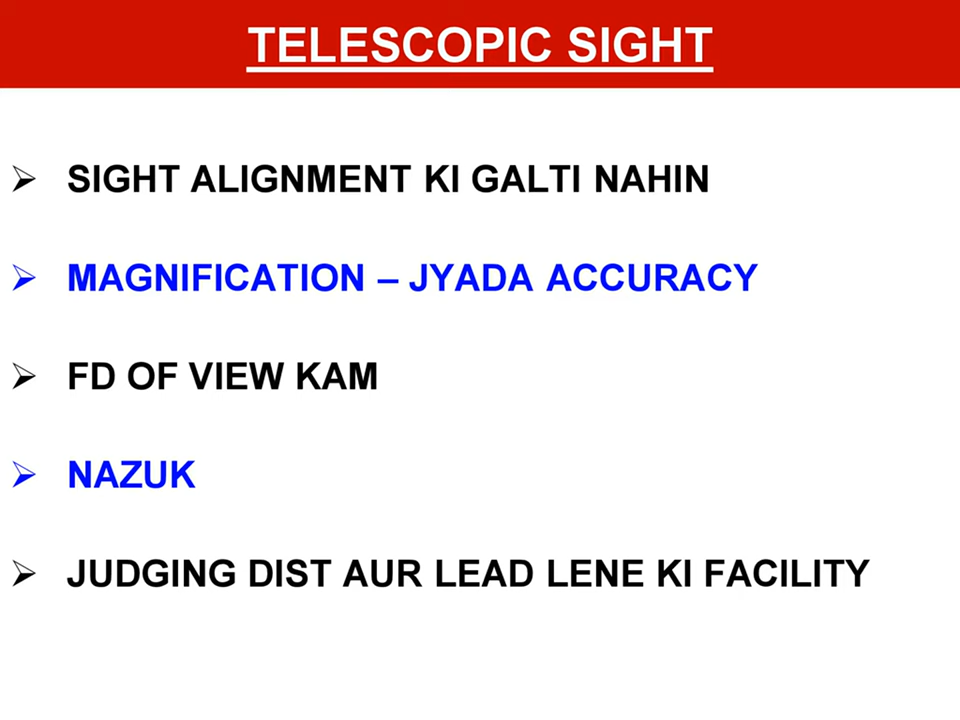 TELESCOPIC SIGHT
SIGHT ALIGNMENT KI GALTI NAHIN
MAGNIFICATION – JYADA ACCURACY
FD OF VIEW KAM
NAZUK
JUDGING DIST AUR LEAD LENE KI FACILITY